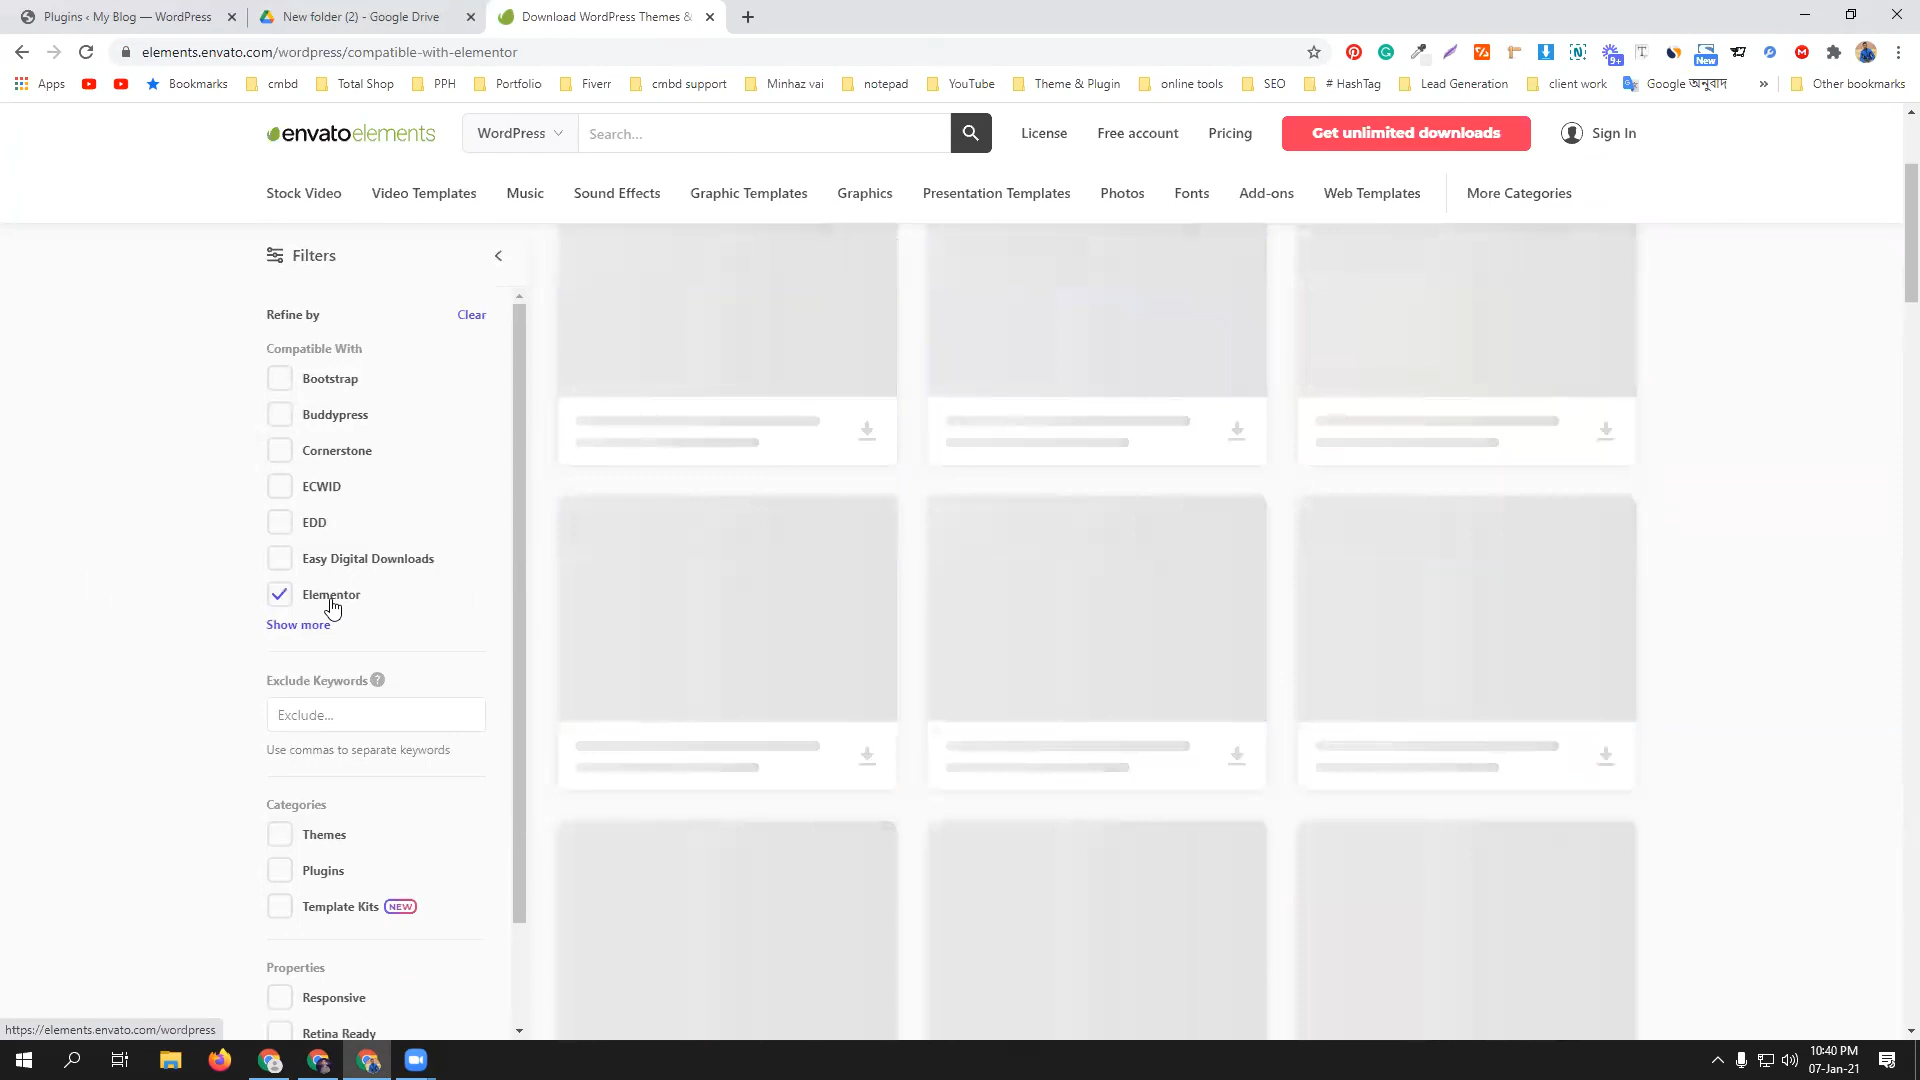 Plugins ‹ My Blog — WordPress
New folder (2) - Google Drive
Download WordPress Themes &
elements.envato.com/wordpress/compatible-with-elementor
9+
New
Apps
Bookmarks
cmbd
Total Shop
PPH
Portfolio
Fiverr
cmbd support
Minhaz vai
notepad
YouTube
Theme & Plugin
online tools
SEO
# HashTag
Lead Generation
client work
Google অনুবাদ
»
Other bookmarks
envatoelements
WordPress
Search...
License
Free account
Pricing
Get unlimited downloads
Sign In
Stock Video
Video Templates
Music
Sound Effects
Graphic Templates
Graphics
Presentation Templates
Photos
Fonts
Add-ons
Web Templates
More Categories
Filters
Refine by
Clear
Compatible With
Bootstrap
Buddypress
Cornerstone
ECWID
EDD
Easy Digital Downloads
Elementor
Show more
Exclude Keywords ?
Exclude...
Use commas to separate keywords
Categories
Themes
Plugins
Template Kits NEW
Properties
Responsive
Retina Ready
https://elements.envato.com/wordpress
10:40 PM
07-Jan-21